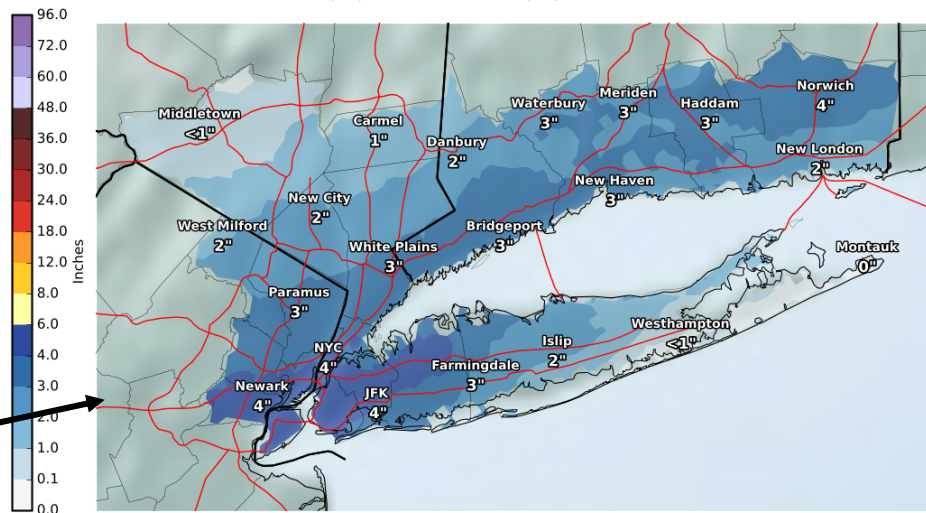 96.0
72.0
60.0
48.0
36.0
30.0
24.0
18.0
12.0
8.0
6.0
4.0
3.0
2.0
1.0
0.1
0.0
Inches
Middletown
<1"
Carmel
1"
Danbury
2"
Waterbury
3"
Meriden
3"
Haddam
3"
Norwich
4"
New London
2"
New Haven
3"
New City
2"
West Milford
2"
White Plains
3"
Bridgeport
3"
Montauk
0"
Paramus
3"
Westhampton
<1"
Islip
2"
NYC
4"
Farmingdale
3"
Newark
4"
JFK
4"